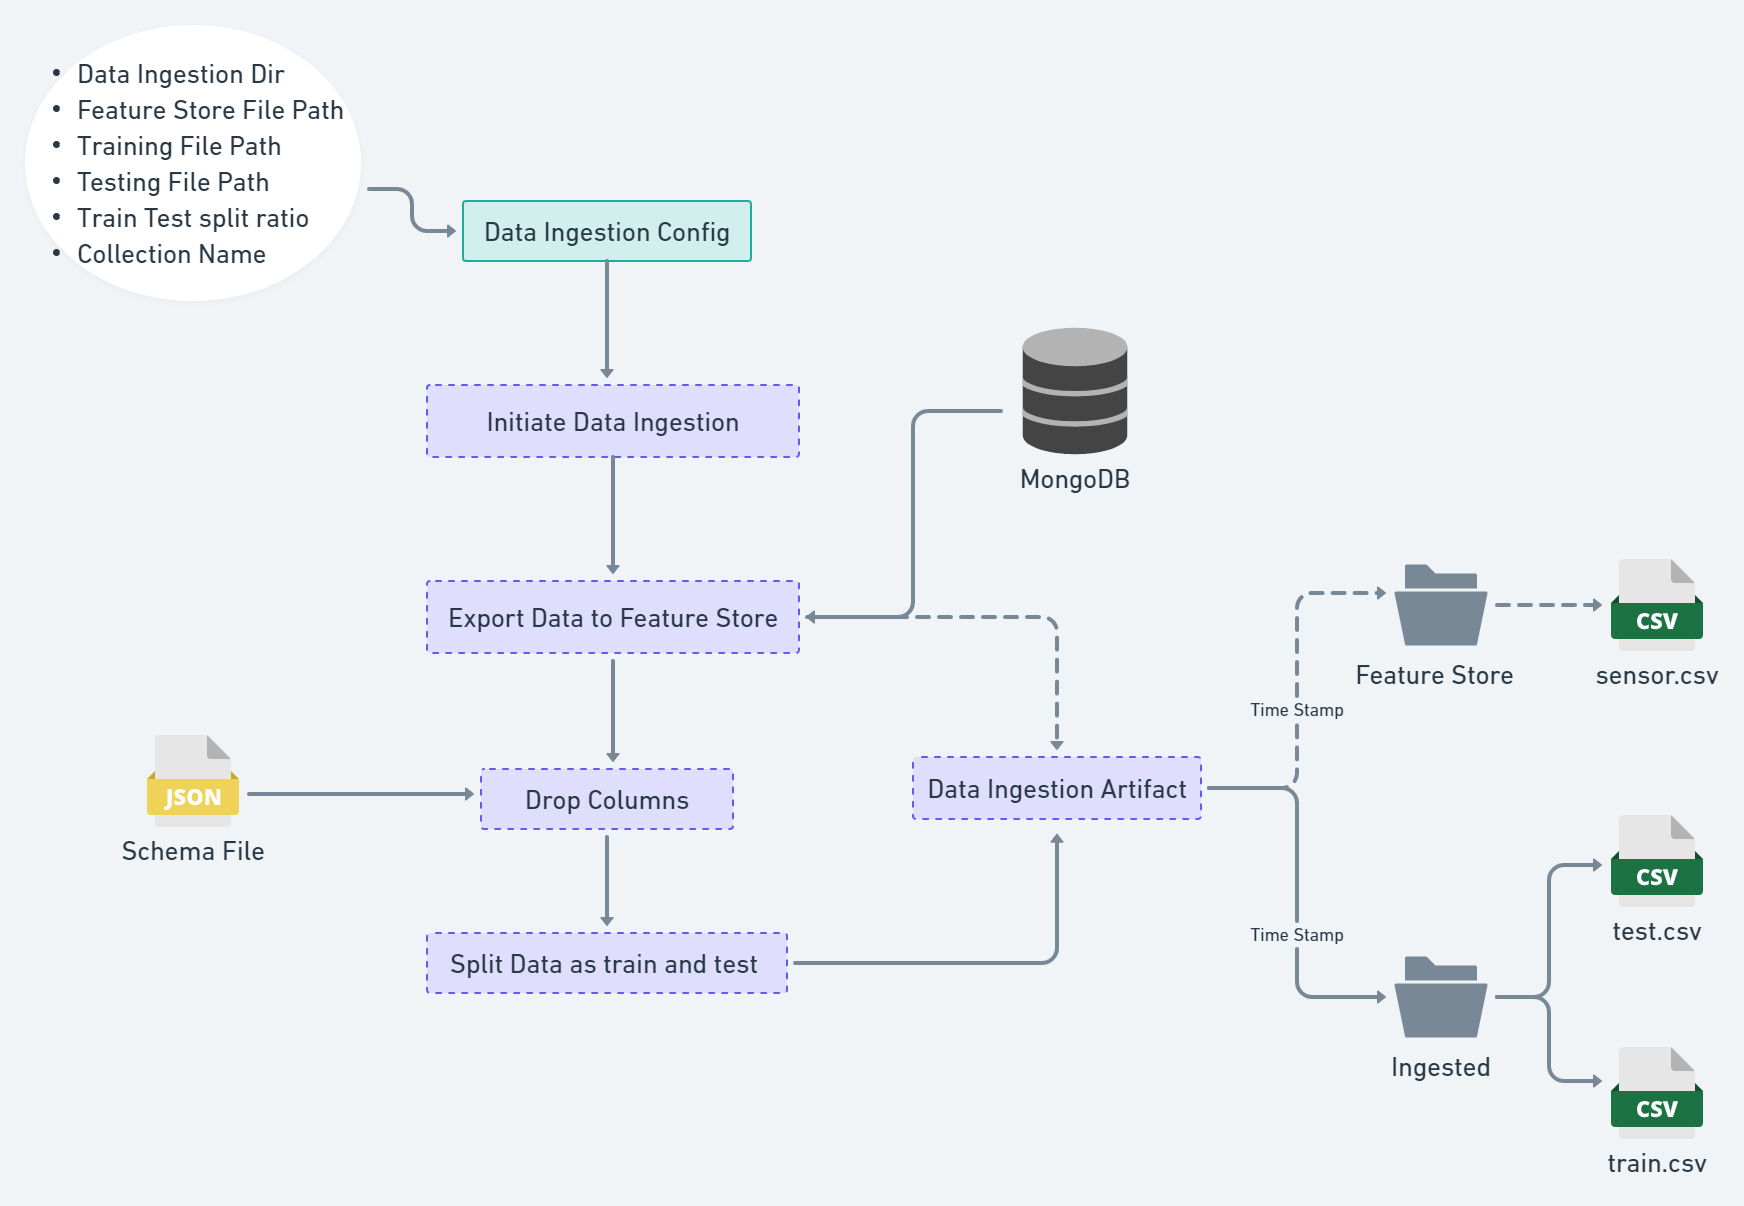 • Data Ingestion Dir
• Feature Store File Path
• Training File Path
• Testing File Path
• Train Test split ratio
• Collection Name
Data Ingestion Config
Initiate Data Ingestion
MongoDB
Export Data to Feature Store
Feature Store
CSV
sensor.csv
Time Stamp
JSON
Schema File
Drop Columns
Data Ingestion Artifact
CSV
test.csv
Split Data as train and test
Time Stamp
Ingested
CSV
train.csv